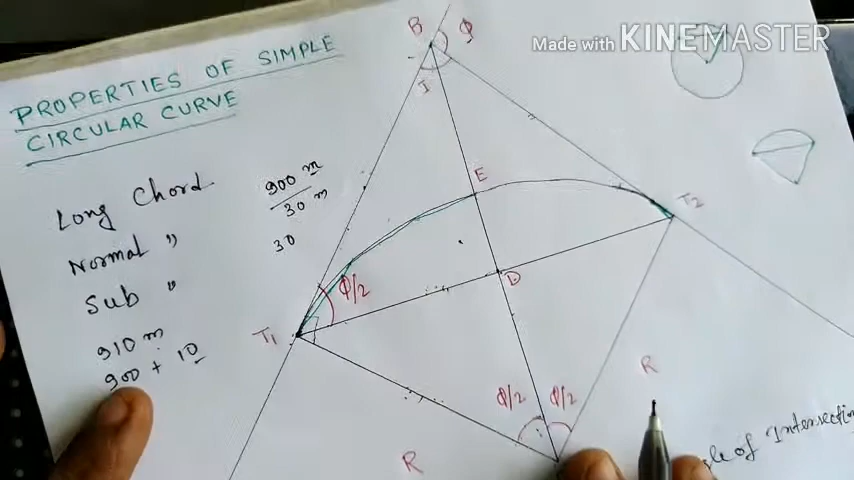 Made with KINEMASTER
PROPERTIES OF SIMPLE
CIRCULAR CURVE
Long Chord
900 m
30 m
Normal "
30
Sub "
910 m
900 + 10
B
Φ
I
E
T2
D
Φ/2
T1
Φ/2
Φ/2
R
R
of Intersection